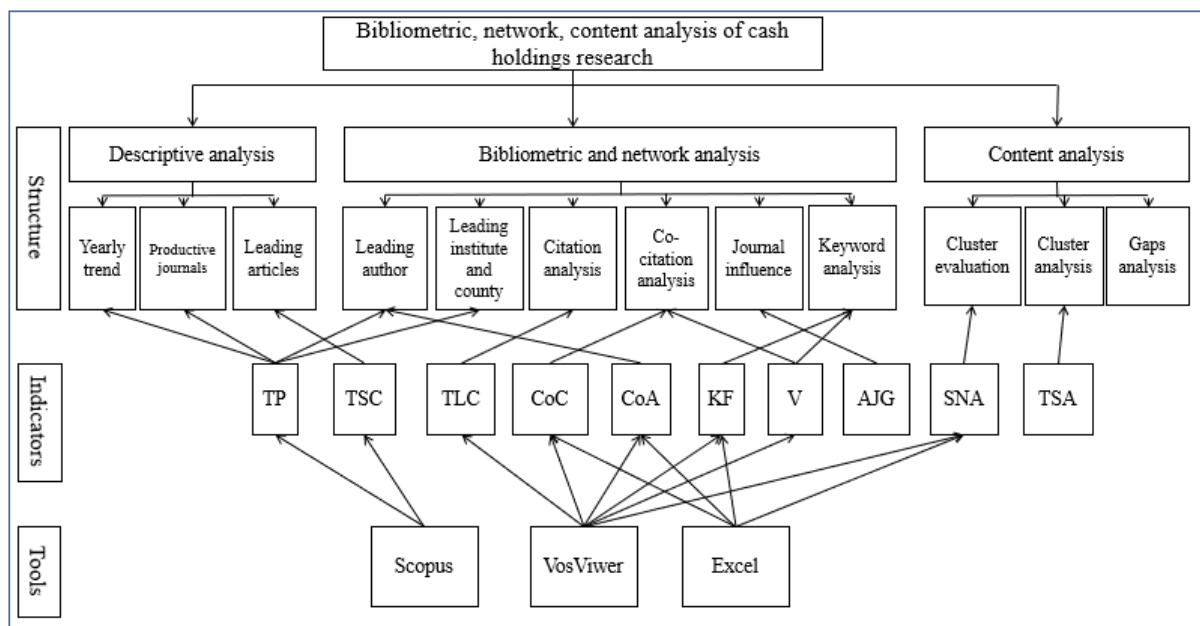 Bibliometric, network, content analysis of cash
holdings research
Structure
Descriptive analysis
Bibliometric and network analysis
Content analysis
Yearly
trend
Productive
journals
Leading
articles
Leading
author
Leading
institute
and
county
Citation
analysis
Co-
citation
analysis
Journal
influence
Keyword
analysis
Cluster
evaluation
Cluster
analysis
Gaps
analysis
Indicators
TP
TSC
TLC
CoC
CoA
KF
V
AJG
SNA
TSA
Tools
Scopus
VosViwer
Excel